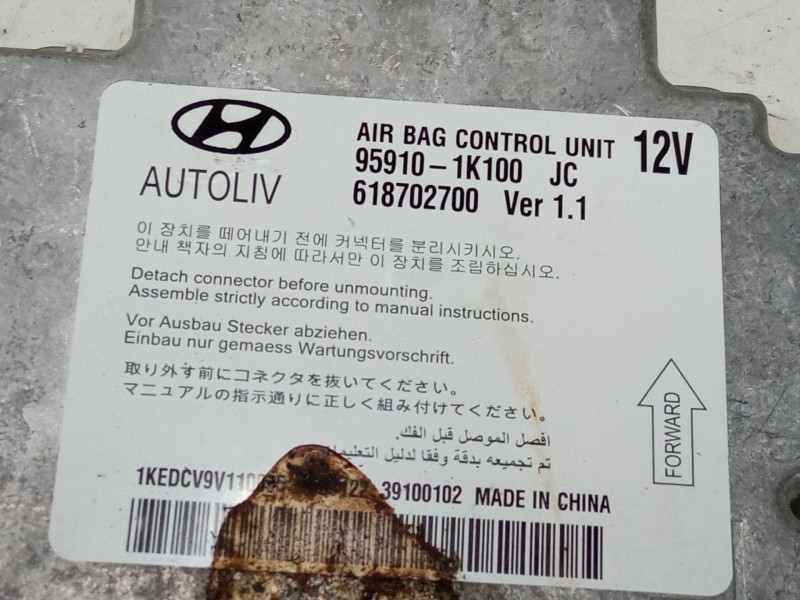 AIR BAG CONTROL UNIT 12V
95910-1K100 JC
AUTOLIV
618702700 Ver 1.1
이 장치를 떼어내기 전에 커넥터를 분리시키시오.
안내 책자의 지침에 따라서만 이 장치를 조립하십시오.
Detach connector before unmounting.
Assemble strictly according to manual instructions.
Vor Ausbau Stecker abziehen.
Einbau nur gemaess Wartungsvorschrift.
取り外す前にコネクタを抜いてください。
マニュアルの指示通りに正しく組み付けてください。
افصل الموصل قبل الفك.
تم تجميعه بدقة وفقا لدليل التعليمات
FORWARD
39100102 MADE IN CHINA